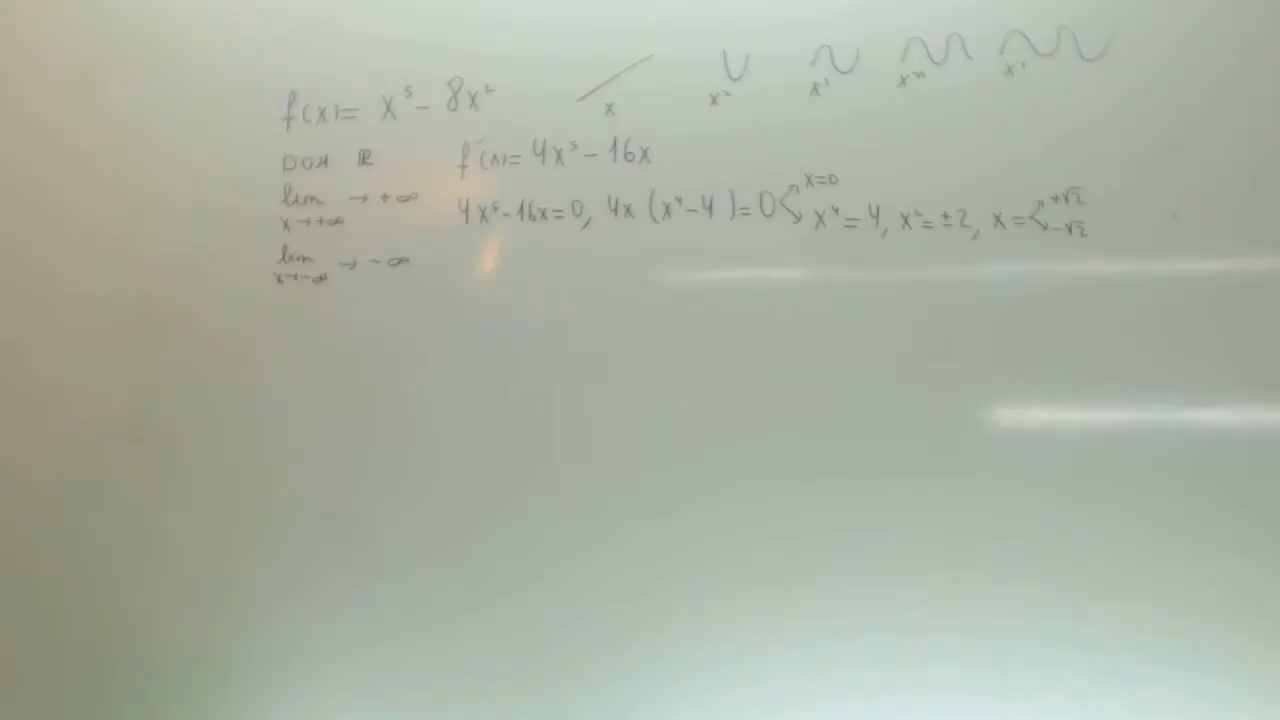 x x² x³ x⁴ x⁵
f(x) = x⁵ - 8x²
DOM ℝ f'(x) = 4x⁵ - 16x
lim x→+∞ → +∞ 4x⁵ - 16x = 0, 4x (x⁴ - 4) = 0 x = 0 x⁴ = 4, x² = ±2, x = +√2 -√2
lim x→-∞ → -∞